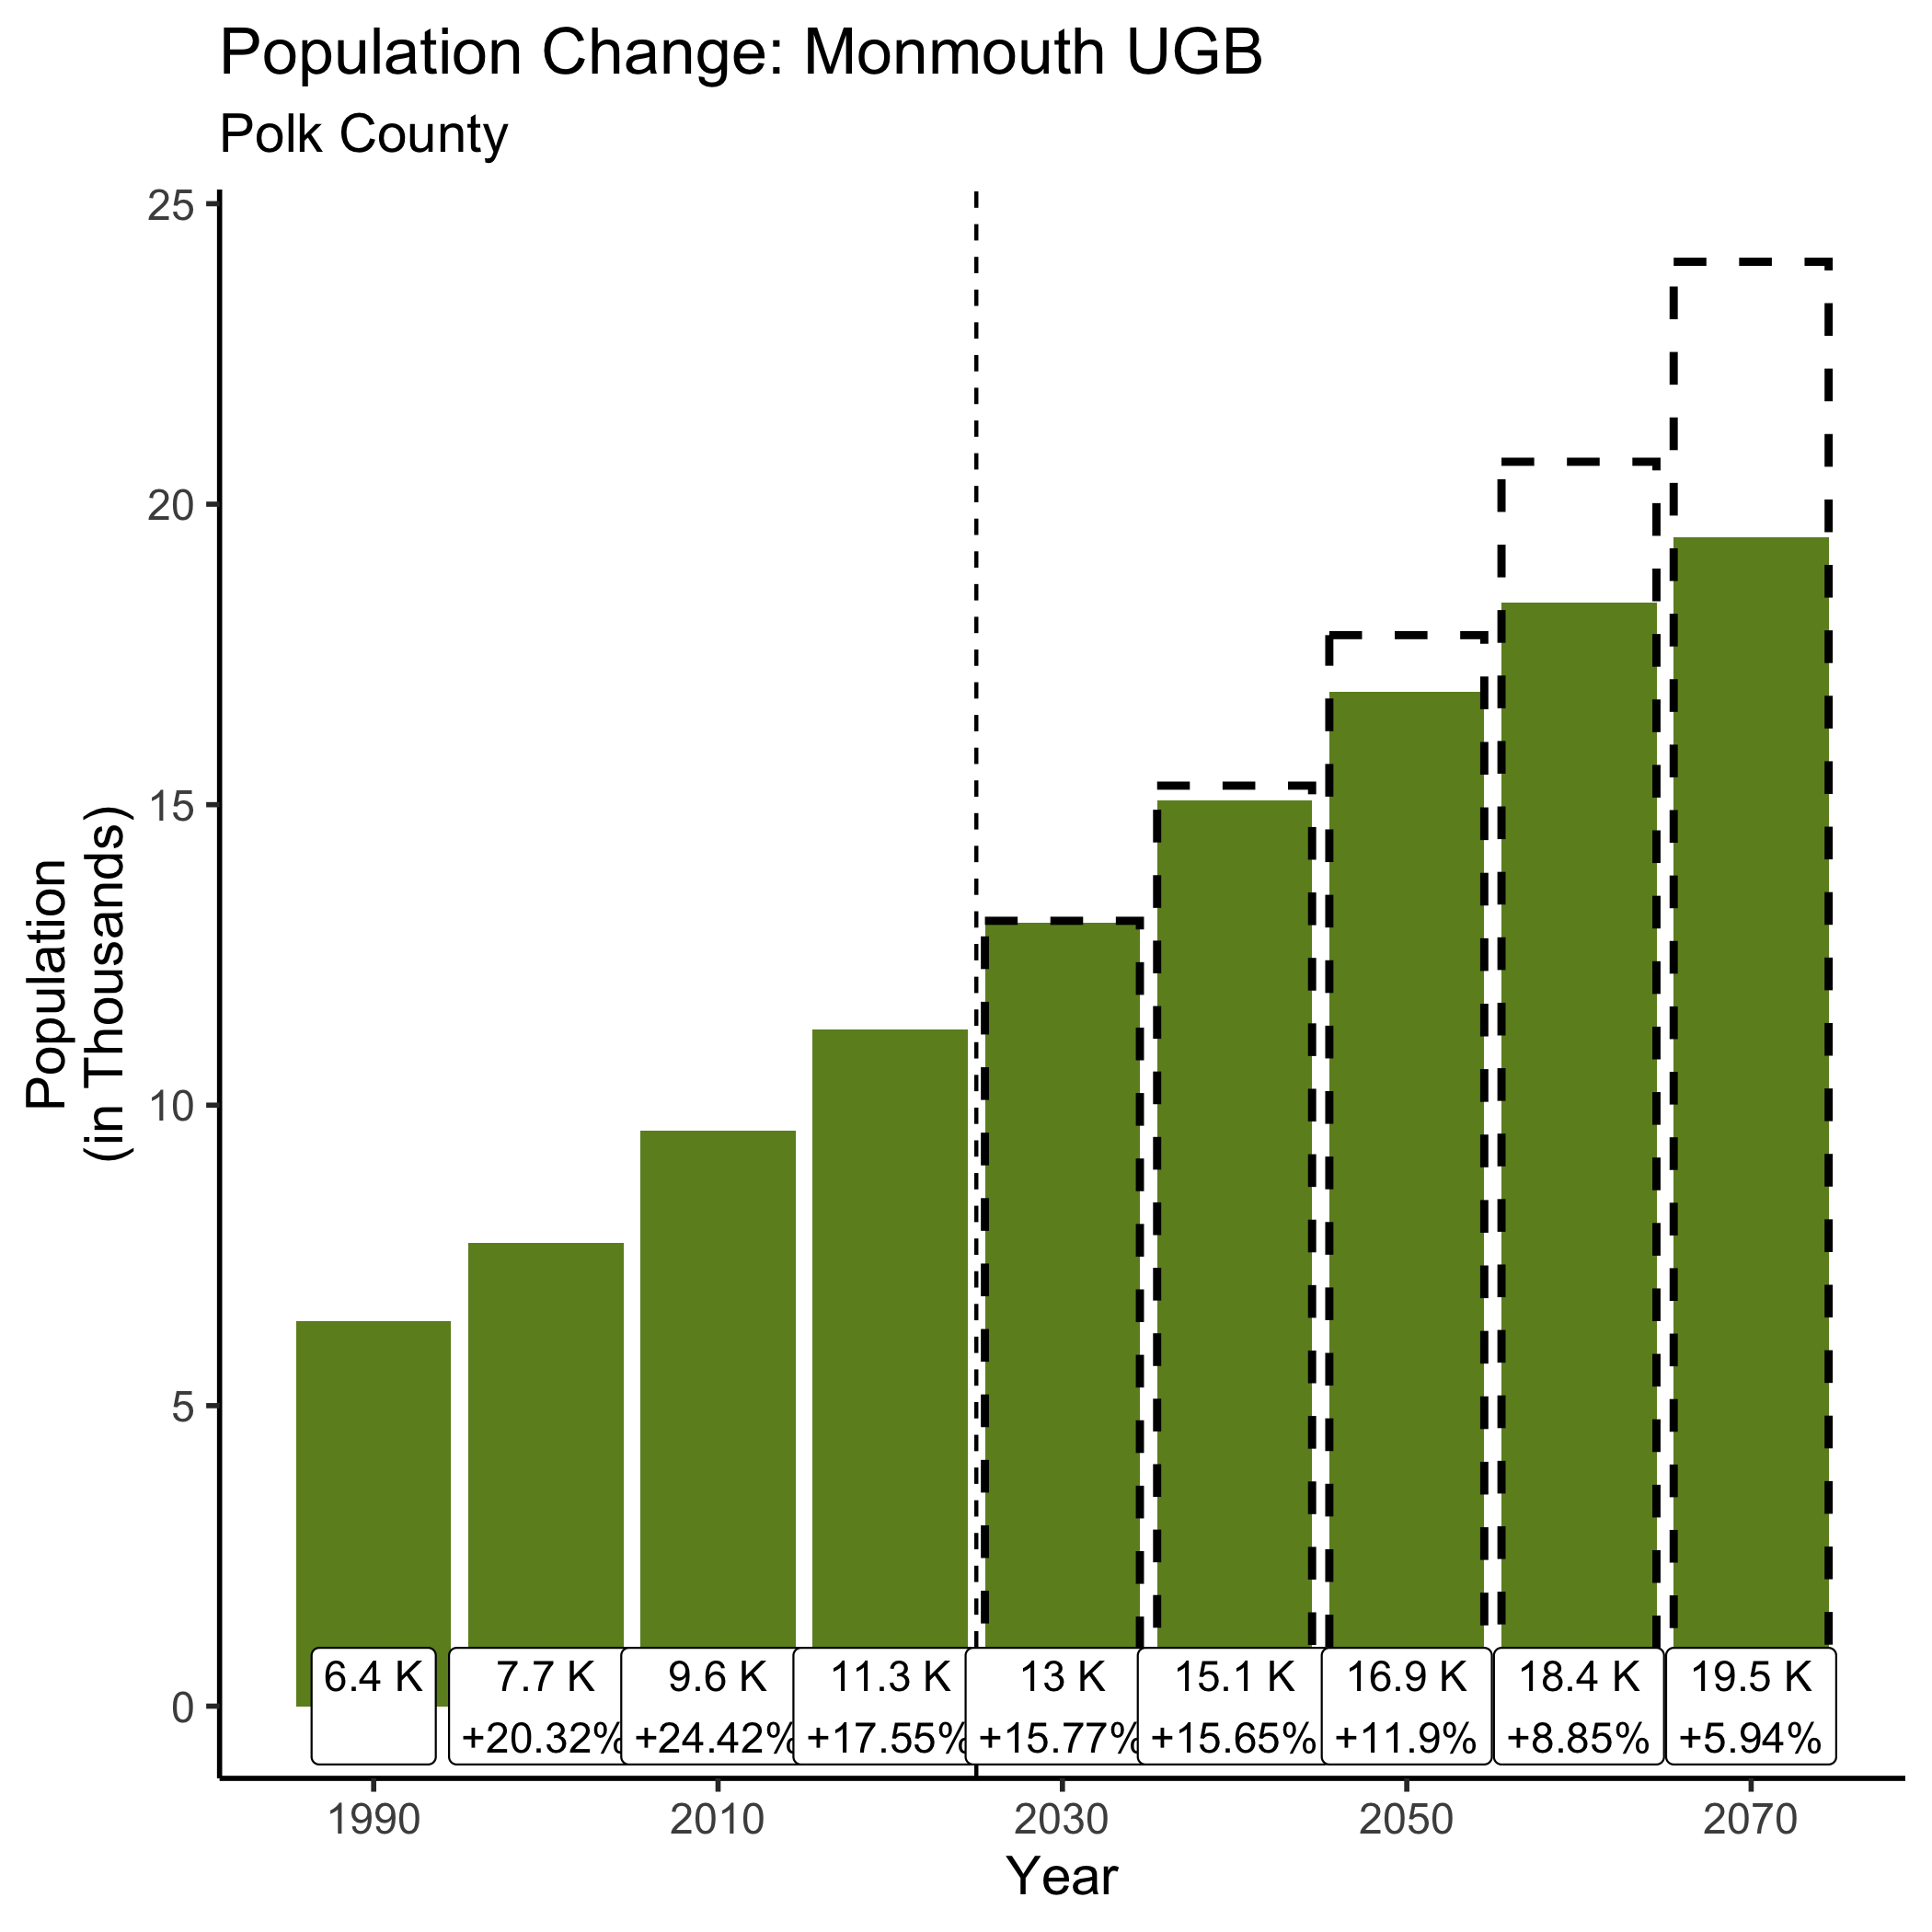 Population Change: Monmouth UGB
Polk County
Population
(in Thousands)
25
20
15
10
5
0
6.4 K
7.7 K
+20.32%
9.6 K
+24.42%
11.3 K
+17.55%
13 K
+15.77%
15.1 K
+15.65%
16.9 K
+11.9%
18.4 K
+8.85%
19.5 K
+5.94%
1990
2010
2030
2050
2070
Year